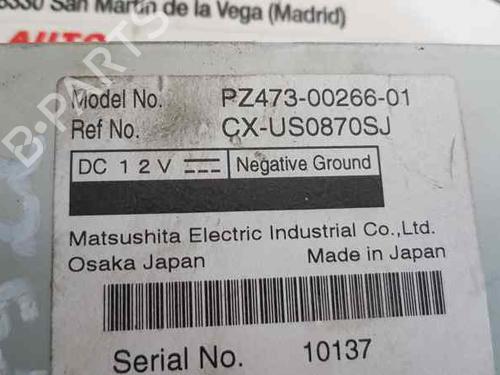 San Martín de la Vega (Madrid)
AUTO
Model No. PZ473-00266-01
Ref No. CX-US0870SJ
DC 12V Negative Ground
Matsushita Electric Industrial Co.,Ltd.
Osaka Japan Made in Japan
Serial No. 10137